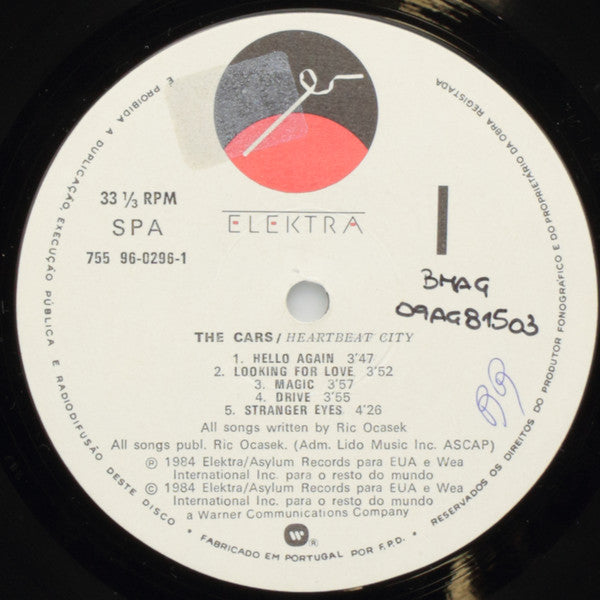 33 1/3 RPM
SPA
755 96-0296-1
ELEKTRA
I
BMAG
09AG81503
THE CARS / HEARTBEAT CITY
1. HELLO AGAIN 3'47
2. LOOKING FOR LOVE 3'52
3. MAGIC 3'57
4. DRIVE 3'55
5. STRANGER EYES 4'26
All songs written by Ric Ocasek
All songs publ. Ric Ocasek. (Adm. Lido Music Inc. ASCAP)
℗ 1984 Elektra/Asylum Records para EUA e Wea
International Inc. para o resto do mundo
© 1984 Elektra/Asylum Records para EUA e Wea
International Inc. para o resto do mundo
a Warner Communications Company
W ®
É PROIBIDA A DUPLICAÇÃO, EXECUÇÃO PÚBLICA E RADIODIFUSÃO DESTE DISCO • FABRICADO EM PORTUGAL POR F.P.D. • RESERVADOS OS DIREITOS DO PRODUTOR FONOGRÁFICO E DO PROPRIETÁRIO DA OBRA REGISTADA